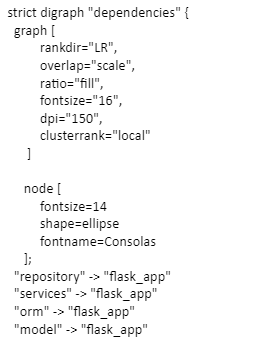 strict digraph "dependencies" {
graph [
rankdir="LR",
overlap="scale",
ratio="fill",
fontsize="16",
dpi="150",
clusterrank="local"
]
node [
fontsize=14
shape=ellipse
fontname=Consolas
];
"repository" -> "flask_app"
"services" -> "flask_app"
"orm" -> "flask_app"
"model" -> "flask_app"